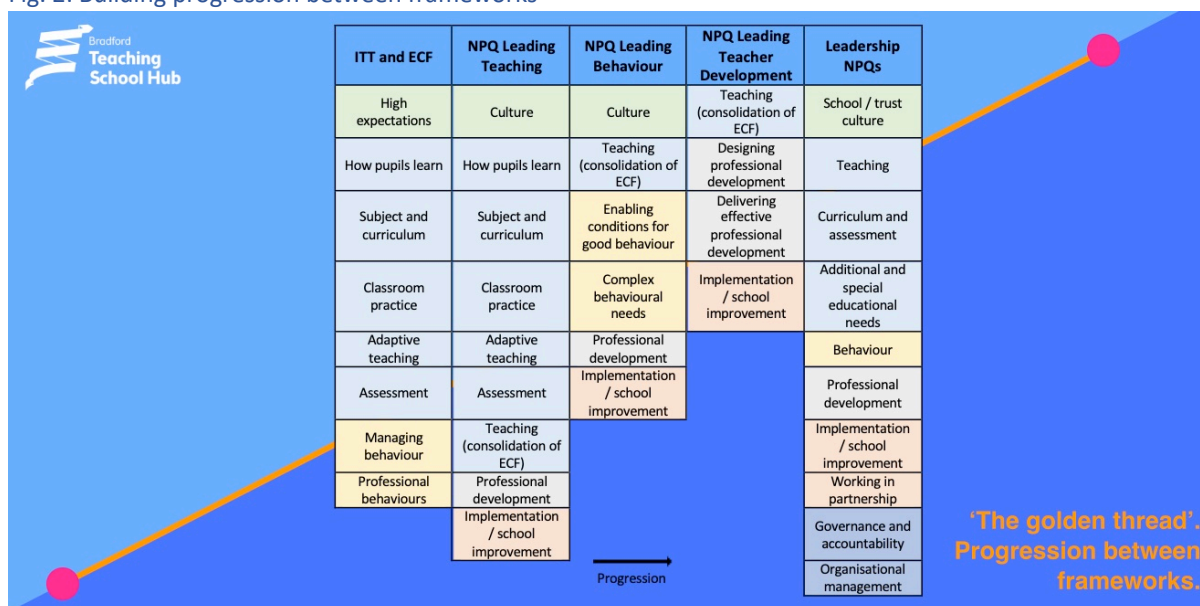 Fig. 2. Building progression between frameworks
Bradford
Teaching
School Hub
ITT and ECF
High
expectations
How pupils learn
Subject and
curriculum
Classroom
practice
Adaptive
teaching
Assessment
Managing
behaviour
Professional
behaviours
NPQ Leading
Teaching
Culture
How pupils learn
Subject and
curriculum
Classroom
practice
Adaptive
teaching
Assessment
Teaching
(consolidation of
ECF)
Professional
development
Implementation
/ school
improvement
NPQ Leading
Behaviour
Culture
Teaching
(consolidation of
ECF)
Enabling
conditions for
good behaviour
Complex
behavioural
needs
Professional
development
Implementation
/ school
improvement
NPQ Leading
Teacher
Development
Teaching
(consolidation of
ECF)
Designing
professional
development
Delivering
effective
professional
development
Implementation
/ school
improvement
Leadership
NPQs
School / trust
culture
Teaching
Curriculum and
assessment
Additional and
special
educational
needs
Behaviour
Professional
development
Implementation
/ school
improvement
Working in
partnership
Governance and
accountability
Organisational
management
Progression
‘The golden thread’.
Progression between
frameworks.